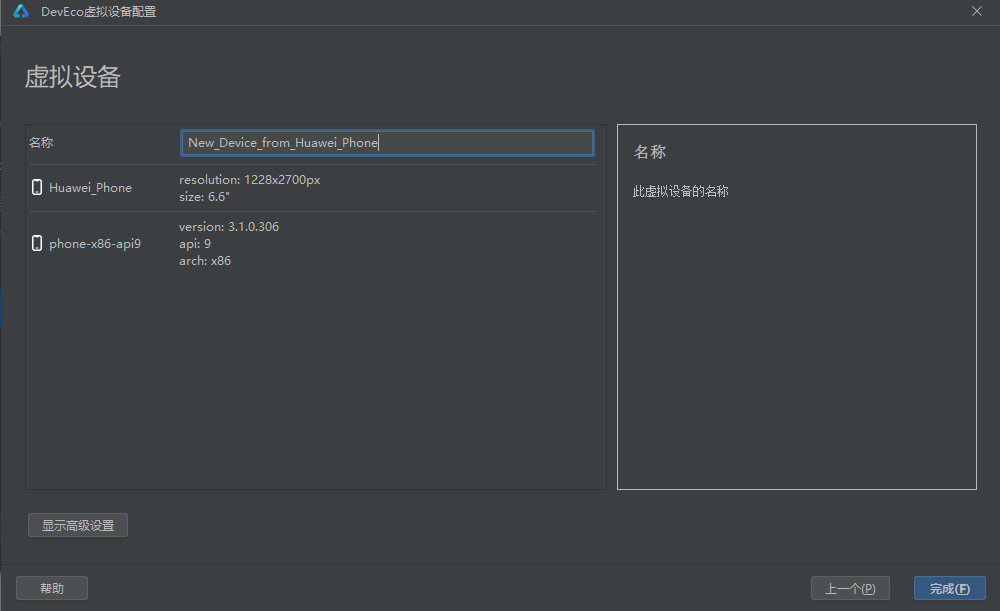 DevEco虚拟设备配置
虚拟设备
名称
New_Device_from_Huawei_Phone
Huawei_Phone
resolution: 1228x2700px
size: 6.6"
phone-x86-api9
version: 3.1.0.306
api: 9
arch: x86
名称
此虚拟设备的名称
显示高级设置
帮助
上一个(P)
完成(F)